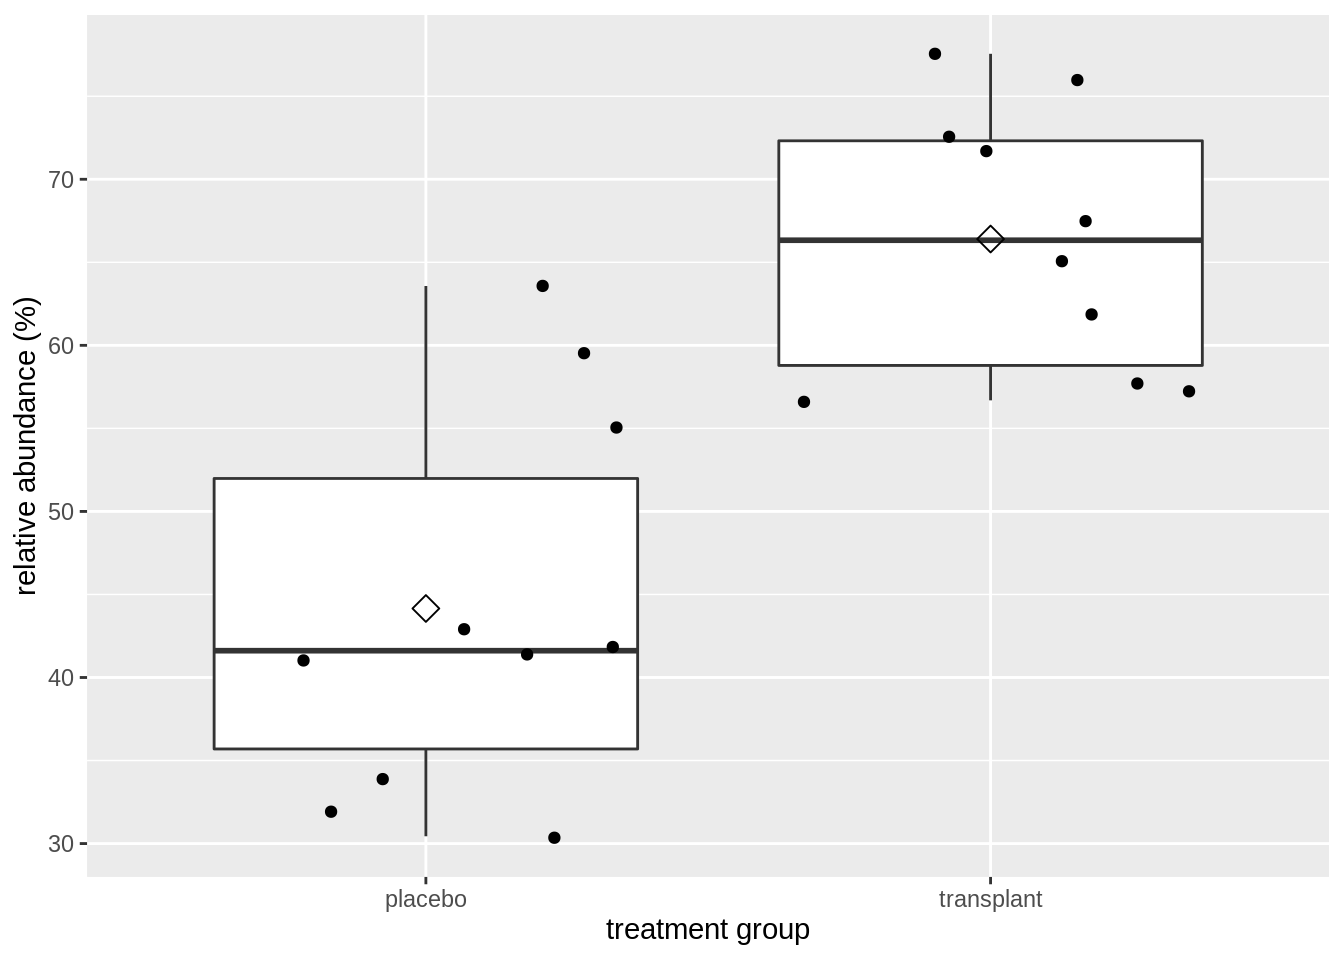 relative abundance (%)
70
60
50
40
30
placebo
transplant
treatment group